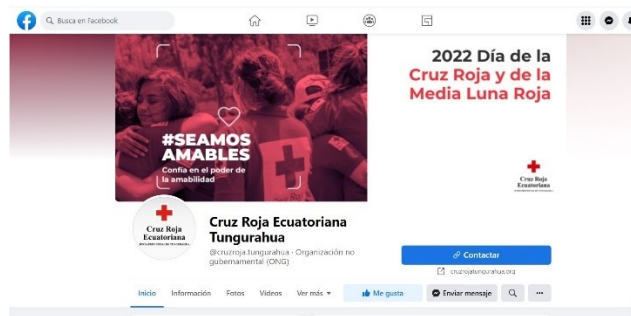 Busca en Facebook
#SEAMOS
AMABLES
Confía en el poder de
la amabilidad
2022 Día de la
Cruz Roja y de la
Media Luna Roja
Cruz Roja
Ecuatoriana
Cruz Roja
Ecuatoriana
Cruz Roja Ecuatoriana
Tungurahua
@cruzroja.tungurahua · Organización no
gubernamental (ONG)
Contactar
cruzrojatungurahua.org
Inicio Información Fotos Videos Ver más Me gusta Enviar mensaje